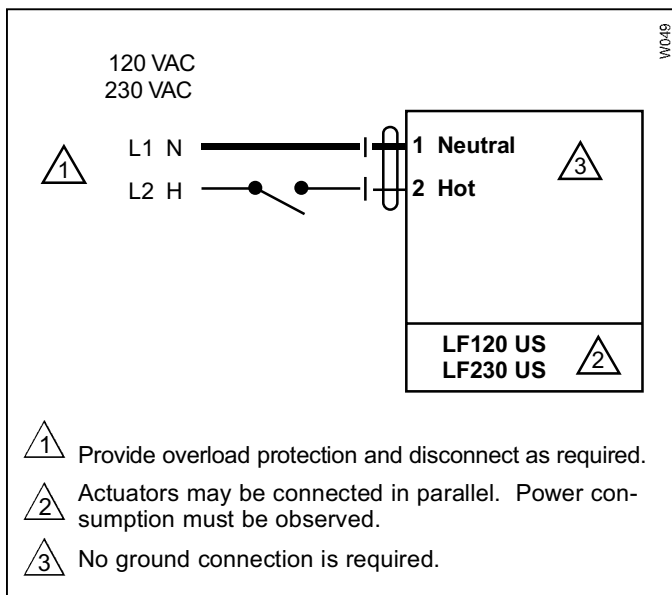 W049
120 VAC
230 VAC
1
L1 N
1 Neutral
3
L2 H
2 Hot
LF120 US
LF230 US
2
1 Provide overload protection and disconnect as required.
2 Actuators may be connected in parallel. Power con-
sumption must be observed.
3 No ground connection is required.